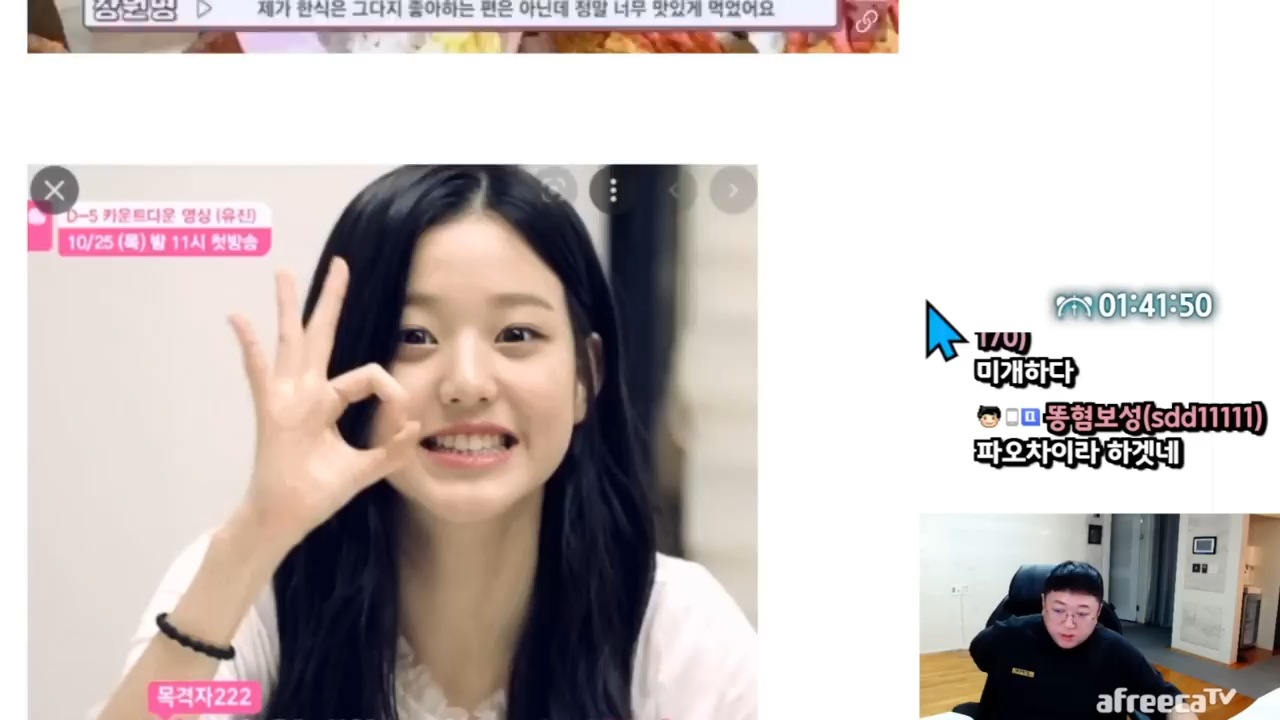 제가 한식은 그다지 좋아하는 편은 아닌데 정말 너무 맛있게 먹었어요
D-5 카운트다운 영상 (유진)
10/25 (목) 밤 11시 첫방송
01:41:50
170)
미개하다
똥혐보성(sdd11111)
파오차이라 하겟네
목격자222
afreecaTV